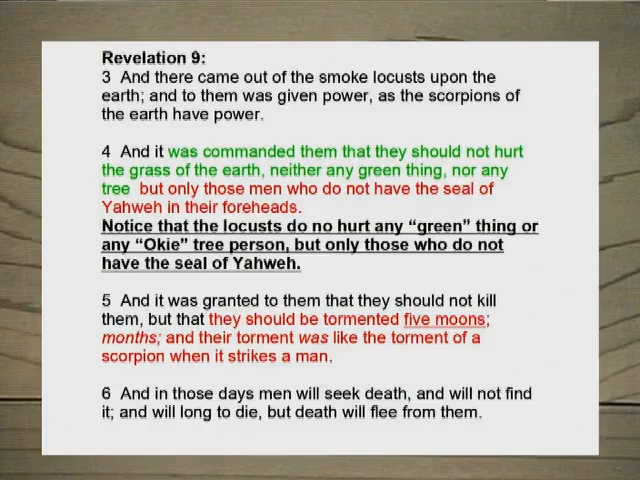 Revelation 9:
3 And there came out of the smoke locusts upon the
earth; and to them was given power, as the scorpions of
the earth have power.
4 And it was commanded them that they should not hurt
the grass of the earth, neither any green thing, nor any
tree but only those men who do not have the seal of
Yahweh in their foreheads.
Notice that the locusts do no hurt any “green” thing or
any “Okie” tree person, but only those who do not
have the seal of Yahweh.
5 And it was granted to them that they should not kill
them, but that they should be tormented five moons;
months; and their torment was like the torment of a
scorpion when it strikes a man.
6 And in those days men will seek death, and will not find
it; and will long to die, but death will flee from them.